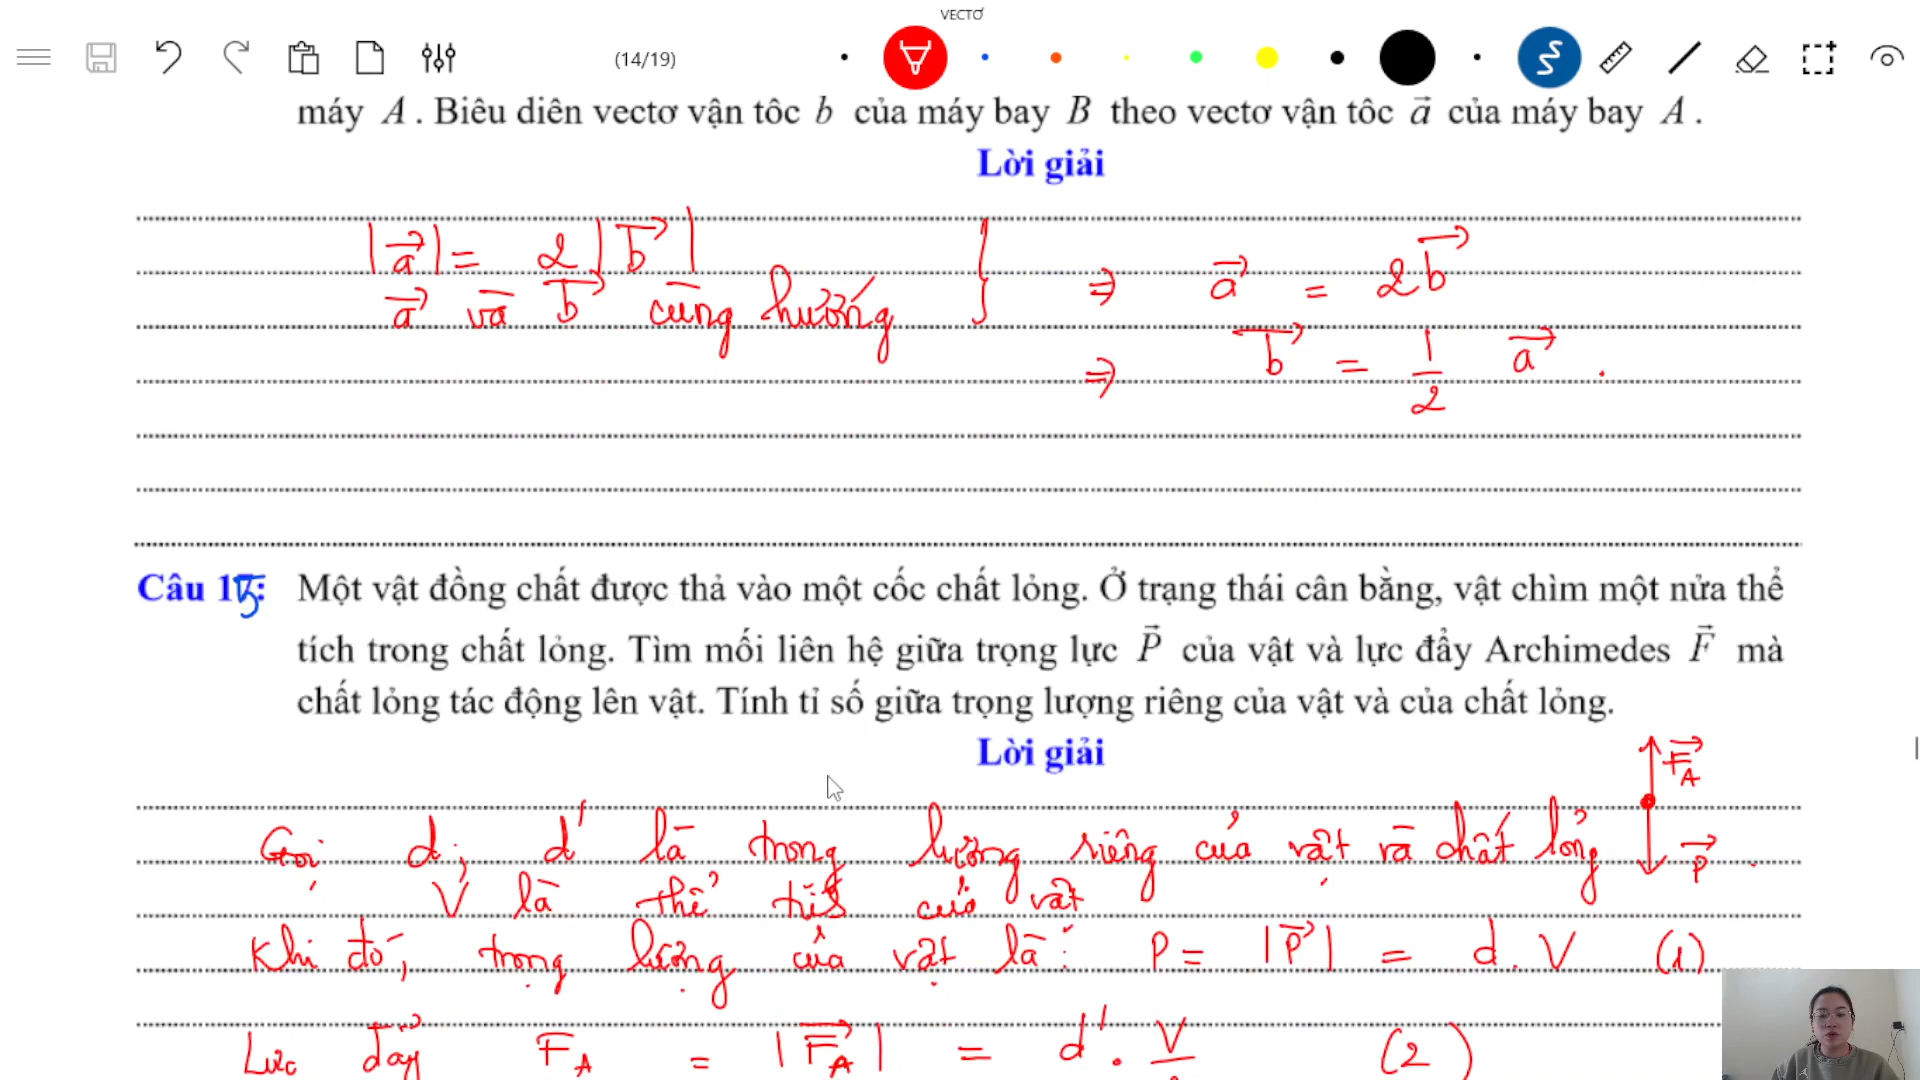 VECTƠ
(14/19)
máy A. Biểu diễn vectơ vận tốc b của máy bay B theo vectơ vận tốc a⃗ của máy bay A.
Lời giải
|a⃗| = 2|b⃗|
a⃗ và b⃗ cùng hướng } ⇒ a⃗ = 2b⃗
⇒ b⃗ = 1/2 a⃗.
Câu 15: Một vật đồng chất được thả vào một cốc chất lỏng. Ở trạng thái cân bằng, vật chìm một nửa thể
tích trong chất lỏng. Tìm mối liên hệ giữa trọng lực P⃗ của vật và lực đẩy Archimedes F⃗ mà
chất lỏng tác động lên vật. Tính tỉ số giữa trọng lượng riêng của vật và của chất lỏng.
Lời giải
F⃗A
Gọi d; d' là trọng lượng riêng của vật và chất lỏng
P⃗
V là thể tích của vật
Khi đó, trọng lượng của vật là: P = |P⃗| = d.V (1)
Lực đẩy FA = |F⃗A| = d'. V (2)